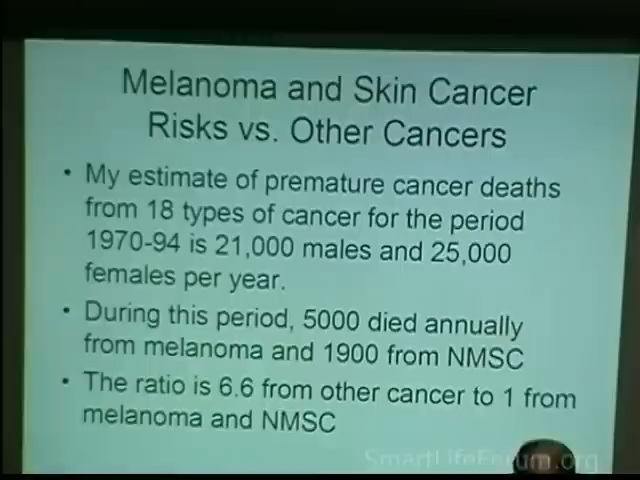 Melanoma and Skin Cancer
Risks vs. Other Cancers
• My estimate of premature cancer deaths
from 18 types of cancer for the period
1970-94 is 21,000 males and 25,000
females per year.
• During this period, 5000 died annually
from melanoma and 1900 from NMSC
• The ratio is 6.6 from other cancer to 1 from
melanoma and NMSC
SmartLifeForum.org